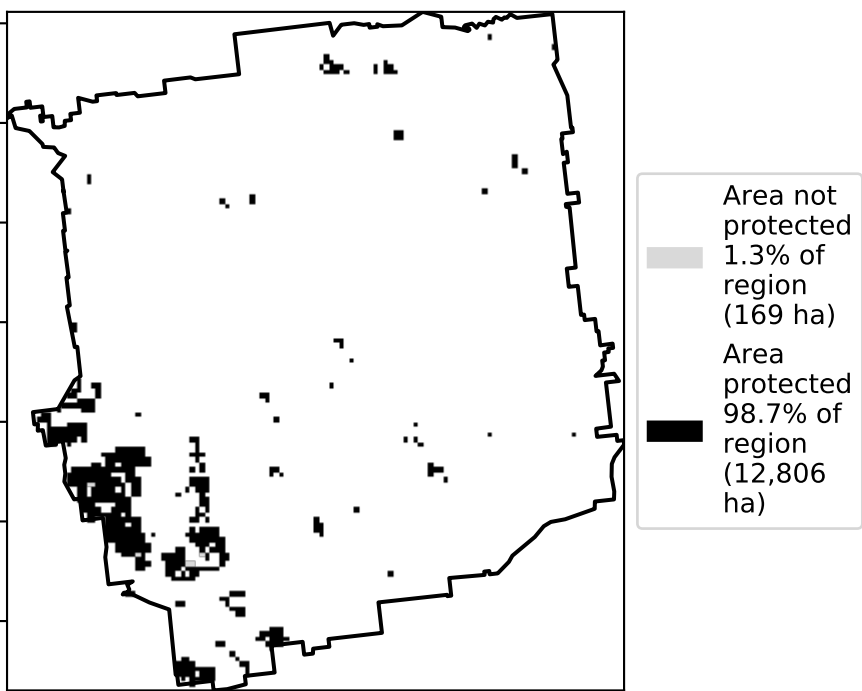 Area not
protected
1.3% of
region
(169 ha)
Area
protected
98.7% of
region
(12,806
ha)